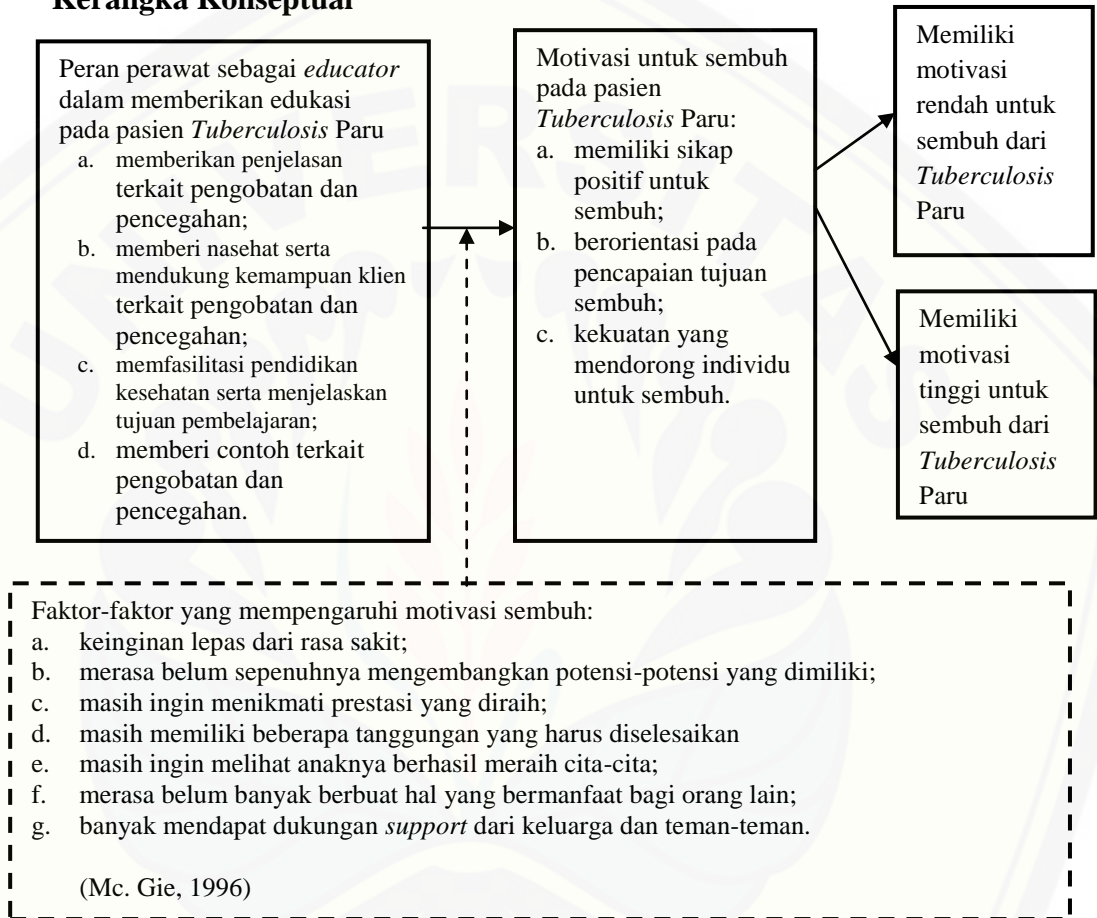 Kerangka Konseptual
Peran perawat sebagai educator
dalam memberikan edukasi
pada pasien Tuberculosis Paru
a. memberikan penjelasan
terkait pengobatan dan
pencegahan;
b. memberi nasehat serta
mendukung kemampuan klien
terkait pengobatan dan
pencegahan;
c. memfasilitasi pendidikan
kesehatan serta menjelaskan
tujuan pembelajaran;
d. memberi contoh terkait
pengobatan dan
pencegahan.
Motivasi untuk sembuh
pada pasien
Tuberculosis Paru:
a. memiliki sikap
positif untuk
sembuh;
b. berorientasi pada
pencapaian tujuan
sembuh;
c. kekuatan yang
mendorong individu
untuk sembuh.
Memiliki
motivasi
rendah untuk
sembuh dari
Tuberculosis
Paru
Memiliki
motivasi
tinggi untuk
sembuh dari
Tuberculosis
Paru
Faktor-faktor yang mempengaruhi motivasi sembuh:
a. keinginan lepas dari rasa sakit;
b. merasa belum sepenuhnya mengembangkan potensi-potensi yang dimiliki;
c. masih ingin menikmati prestasi yang diraih;
d. masih memiliki beberapa tanggungan yang harus diselesaikan
e. masih ingin melihat anaknya berhasil meraih cita-cita;
f. merasa belum banyak berbuat hal yang bermanfaat bagi orang lain;
g. banyak mendapat dukungan support dari keluarga dan teman-teman.
(Mc. Gie, 1996)
UNIVERSITAS